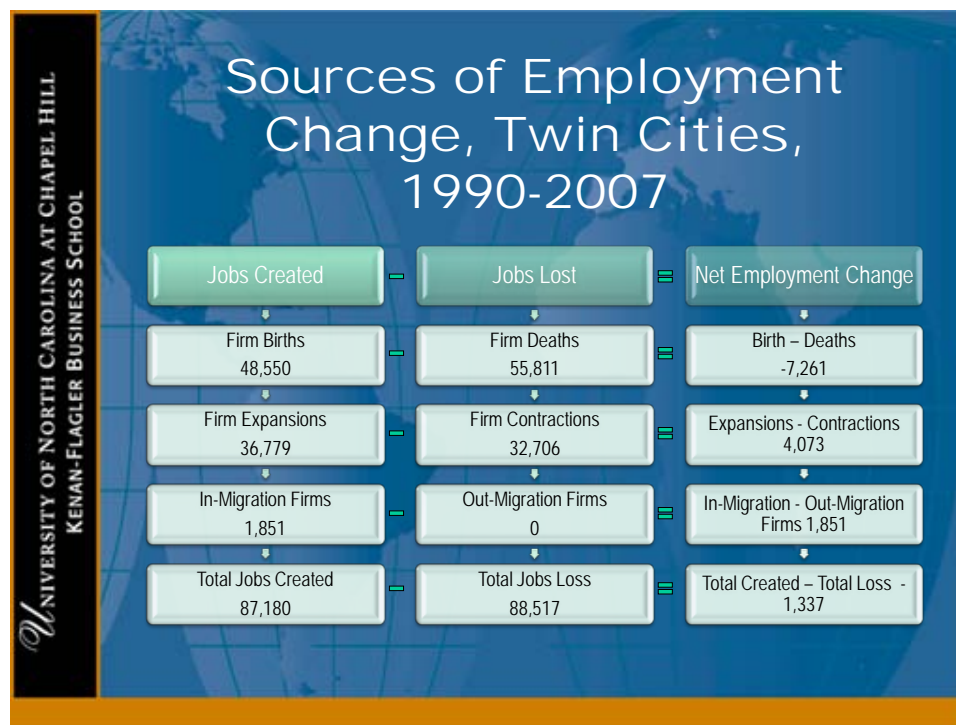 UNIVERSITY OF NORTH CAROLINA AT CHAPEL HILL
KENAN-FLAGLER BUSINESS SCHOOL
Sources of Employment
Change, Twin Cities,
1990-2007
Jobs Created
-
Jobs Lost
=
Net Employment Change
Firm Births
48,550
-
Firm Deaths
55,811
=
Birth – Deaths
-7,261
Firm Expansions
36,779
-
Firm Contractions
32,706
=
Expansions - Contractions
4,073
In-Migration Firms
1,851
-
Out-Migration Firms
0
=
In-Migration - Out-Migration
Firms 1,851
Total Jobs Created
87,180
-
Total Jobs Loss
88,517
=
Total Created – Total Loss -
1,337